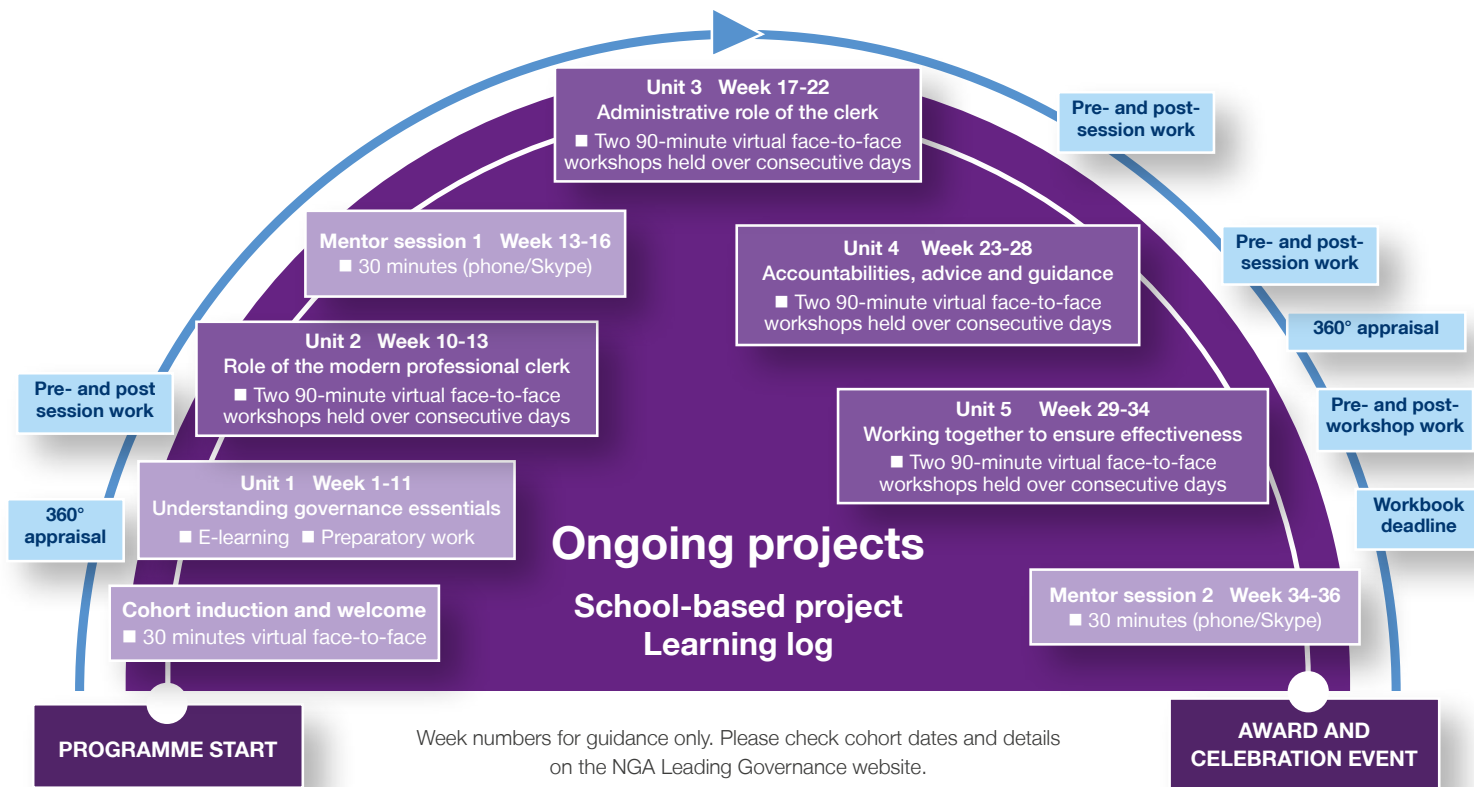 Unit 3 Week 17-22
Administrative role of the clerk
■ Two 90-minute virtual face-to-face
workshops held over consecutive days
Pre- and post-
session work
Mentor session 1 Week 13-16
■ 30 minutes (phone/Skype)
Unit 4 Week 23-28
Accountabilities, advice and guidance
■ Two 90-minute virtual face-to-face
workshops held over consecutive days
Pre- and post-
session work
360° appraisal
Unit 2 Week 10-13
Role of the modern professional clerk
■ Two 90-minute virtual face-to-face
workshops held over consecutive days
Pre- and post
session work
Unit 5 Week 29-34
Working together to ensure effectiveness
■ Two 90-minute virtual face-to-face
workshops held over consecutive days
Pre- and post-
workshop work
Unit 1 Week 1-11
Understanding governance essentials
■ E-learning ■ Preparatory work
360°
appraisal
Workbook
deadline
Ongoing projects
School-based project
Learning log
Cohort induction and welcome
■ 30 minutes virtual face-to-face
Mentor session 2 Week 34-36
■ 30 minutes (phone/Skype)
PROGRAMME START
Week numbers for guidance only. Please check cohort dates and details
on the NGA Leading Governance website.
AWARD AND
CELEBRATION EVENT